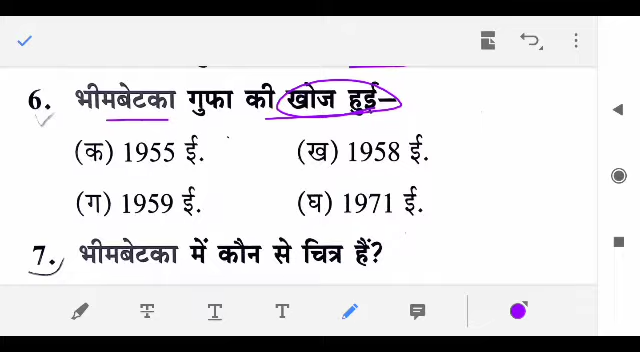 6. भीमबेटका गुफा की खोज हुई–
(क) 1955 ई. (ख) 1958 ई.
(ग) 1959 ई. (घ) 1971 ई.
7. भीमबेटका में कौन से चित्र हैं?